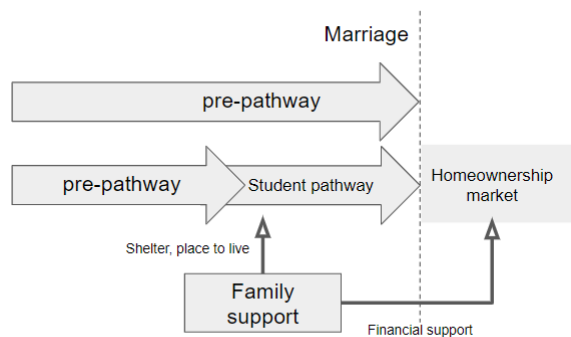 Marriage
pre-pathway
pre-pathway
Student pathway
Homeownership
market
Shelter, place to live
Family
support
Financial support